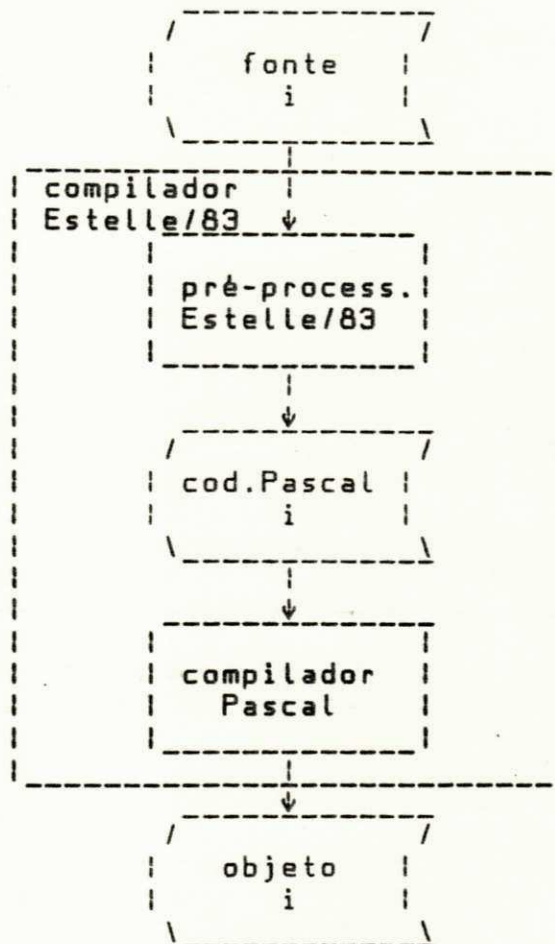 fonte
i
compilador
Estelle/83
pré-process.
Estelle/83
cod.Pascal
i
compilador
Pascal
objeto
i